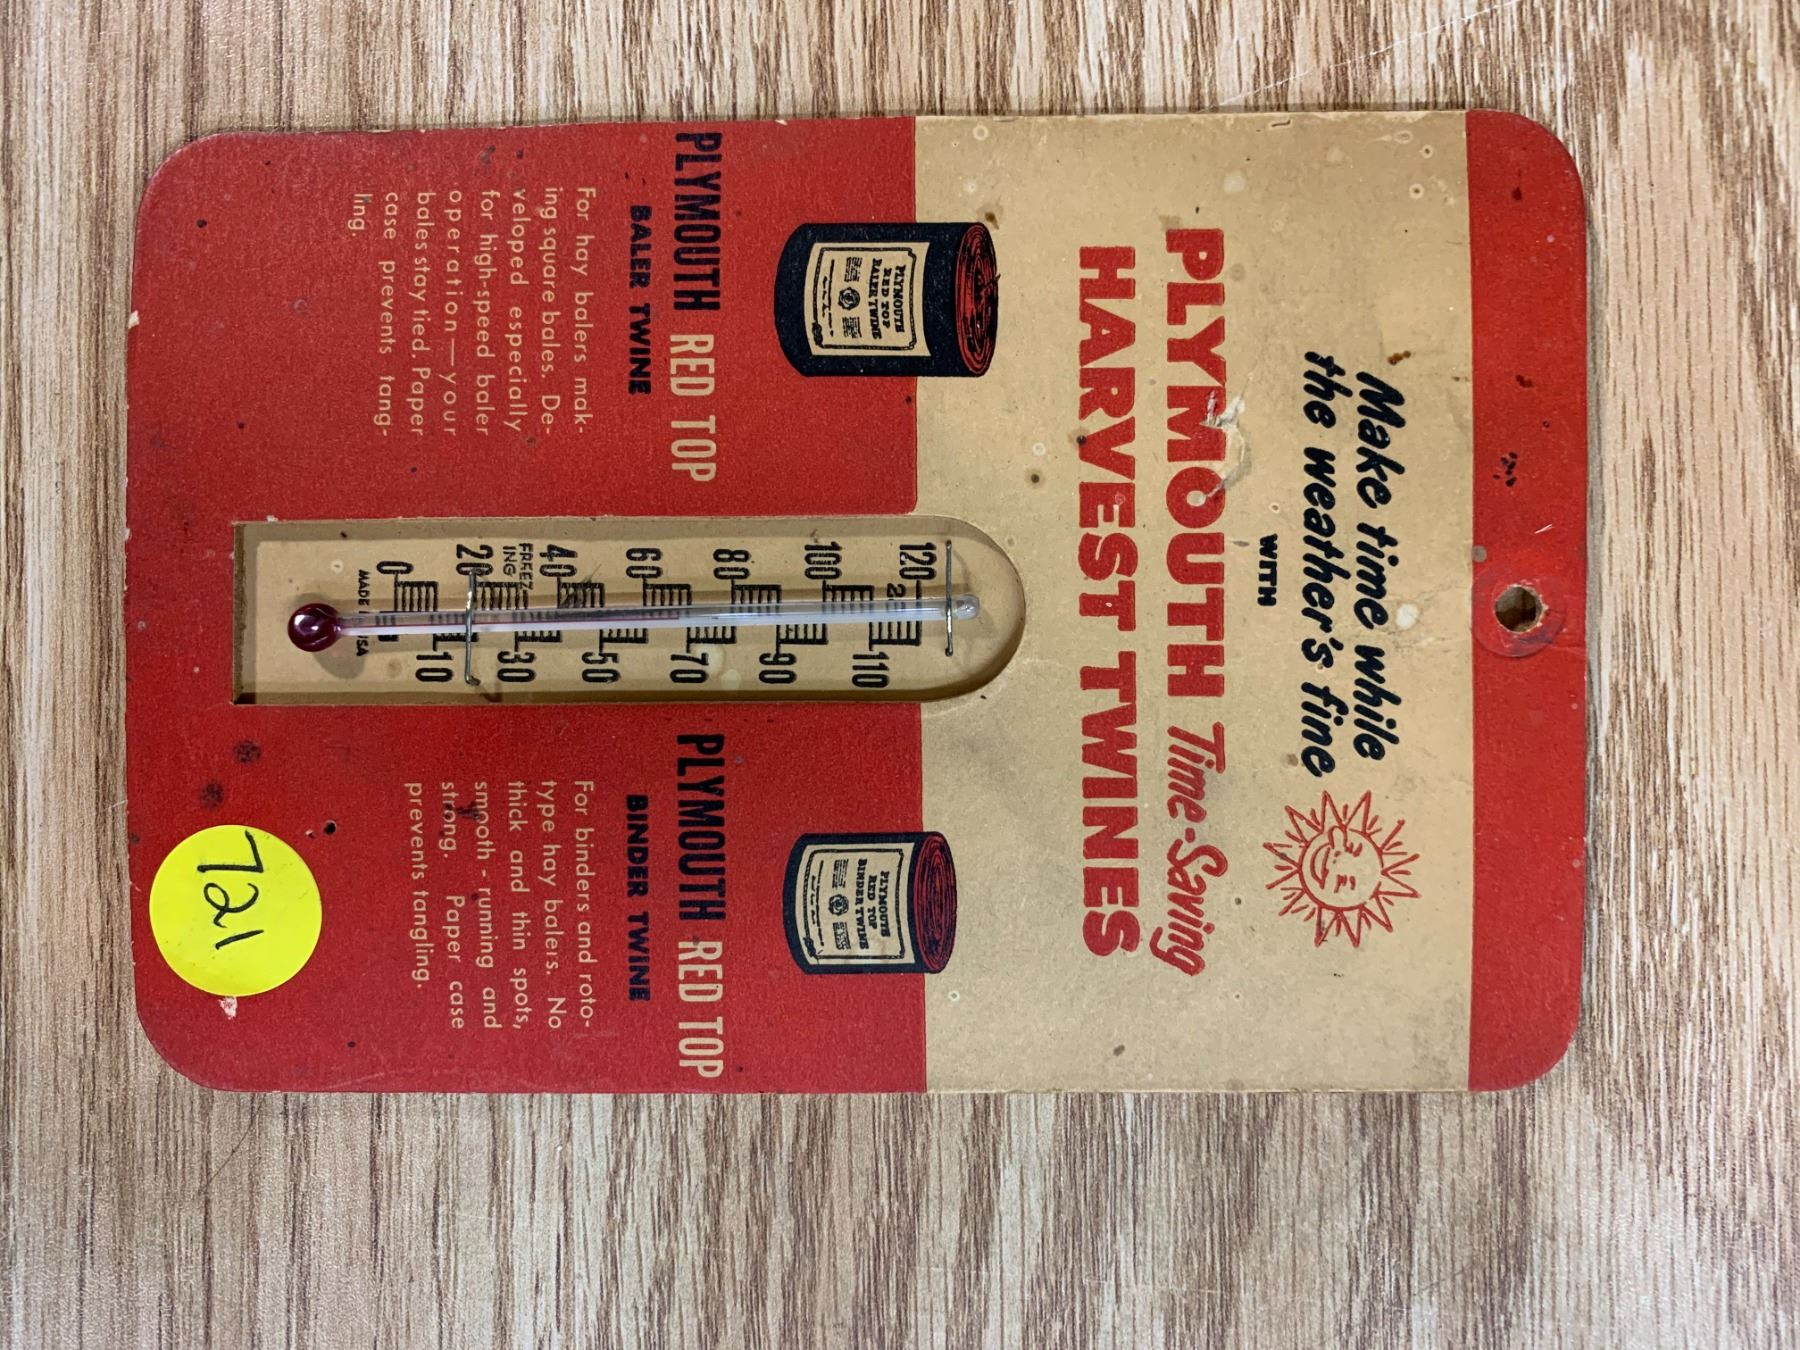 Make time while
the weather's fine
WITH
PLYMOUTH Time-Saving
HARVEST TWINES
PLYMOUTH
RED TOP
BALER TWINE
PLYMOUTH
RED TOP
BINDER TWINE
PLYMOUTH RED TOP
BALER TWINE
For hay balers mak-
ing square bales. De-
veloped especially
for high-speed baler
operation—your
bales stay tied. Paper
case prevents tang-
ling.
120
2
110
100
90
80
70
60
50
40
FREEZ-
ING
30
20
10
0
MADE USA
PLYMOUTH RED TOP
BINDER TWINE
For binders and roto-
type hay balers. No
thick and thin spots,
smooth-running and
strong. Paper case
prevents tangling.
721